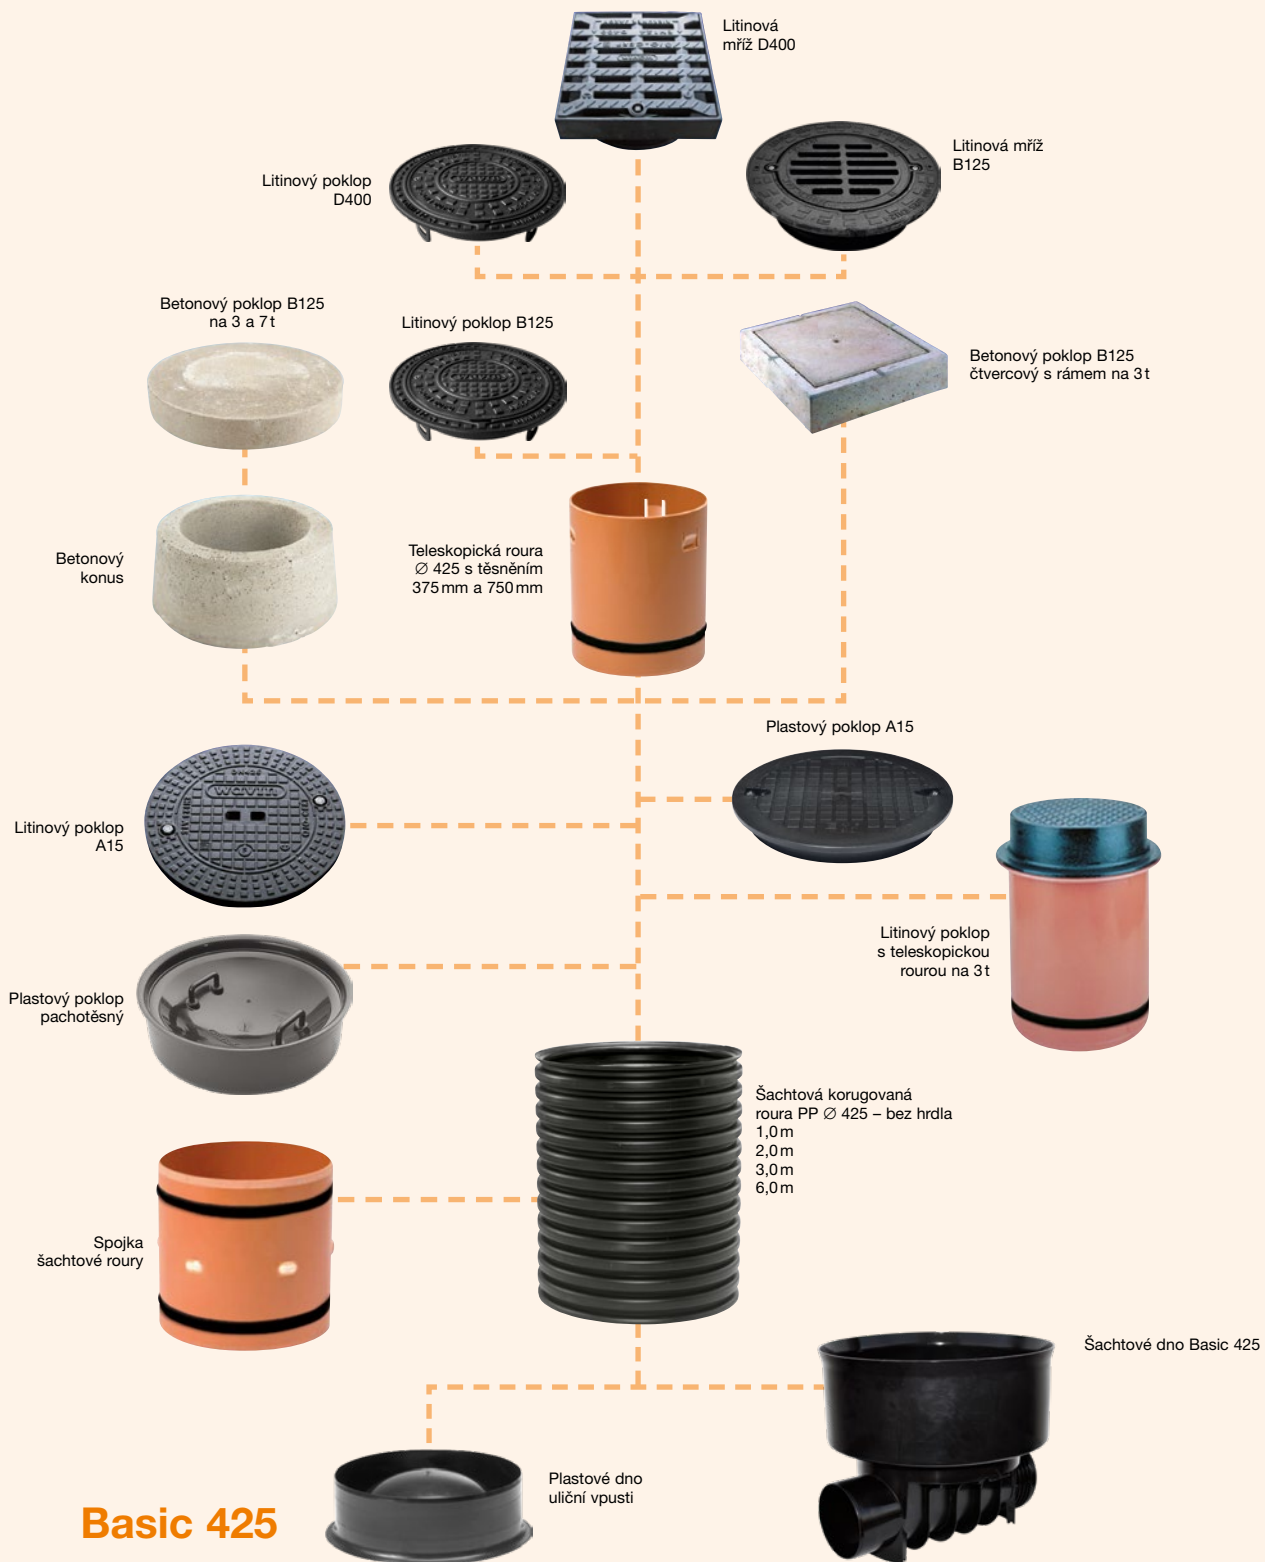 Litinová
mříž D400
Litinová mříž
B125
Litinový poklop
D400
Betonový poklop B125
na 3 a 7 t
Litinový poklop B125
Betonový poklop B125
čtvercový s rámem na 3 t
Betonový
konus
Teleskopická roura
∅ 425 s těsněním
375 mm a 750 mm
Plastový poklop A15
Litinový poklop
A15
wavin
Litinový poklop
s teleskopickou
rourou na 3 t
Plastový poklop
pachotěsný
Šachtová korugovaná
roura PP ∅ 425 – bez hrdla
1,0 m
2,0 m
3,0 m
6,0 m
Spojka
šachtové roury
Šachtové dno Basic 425
Plastové dno
uliční vpusti
Basic 425